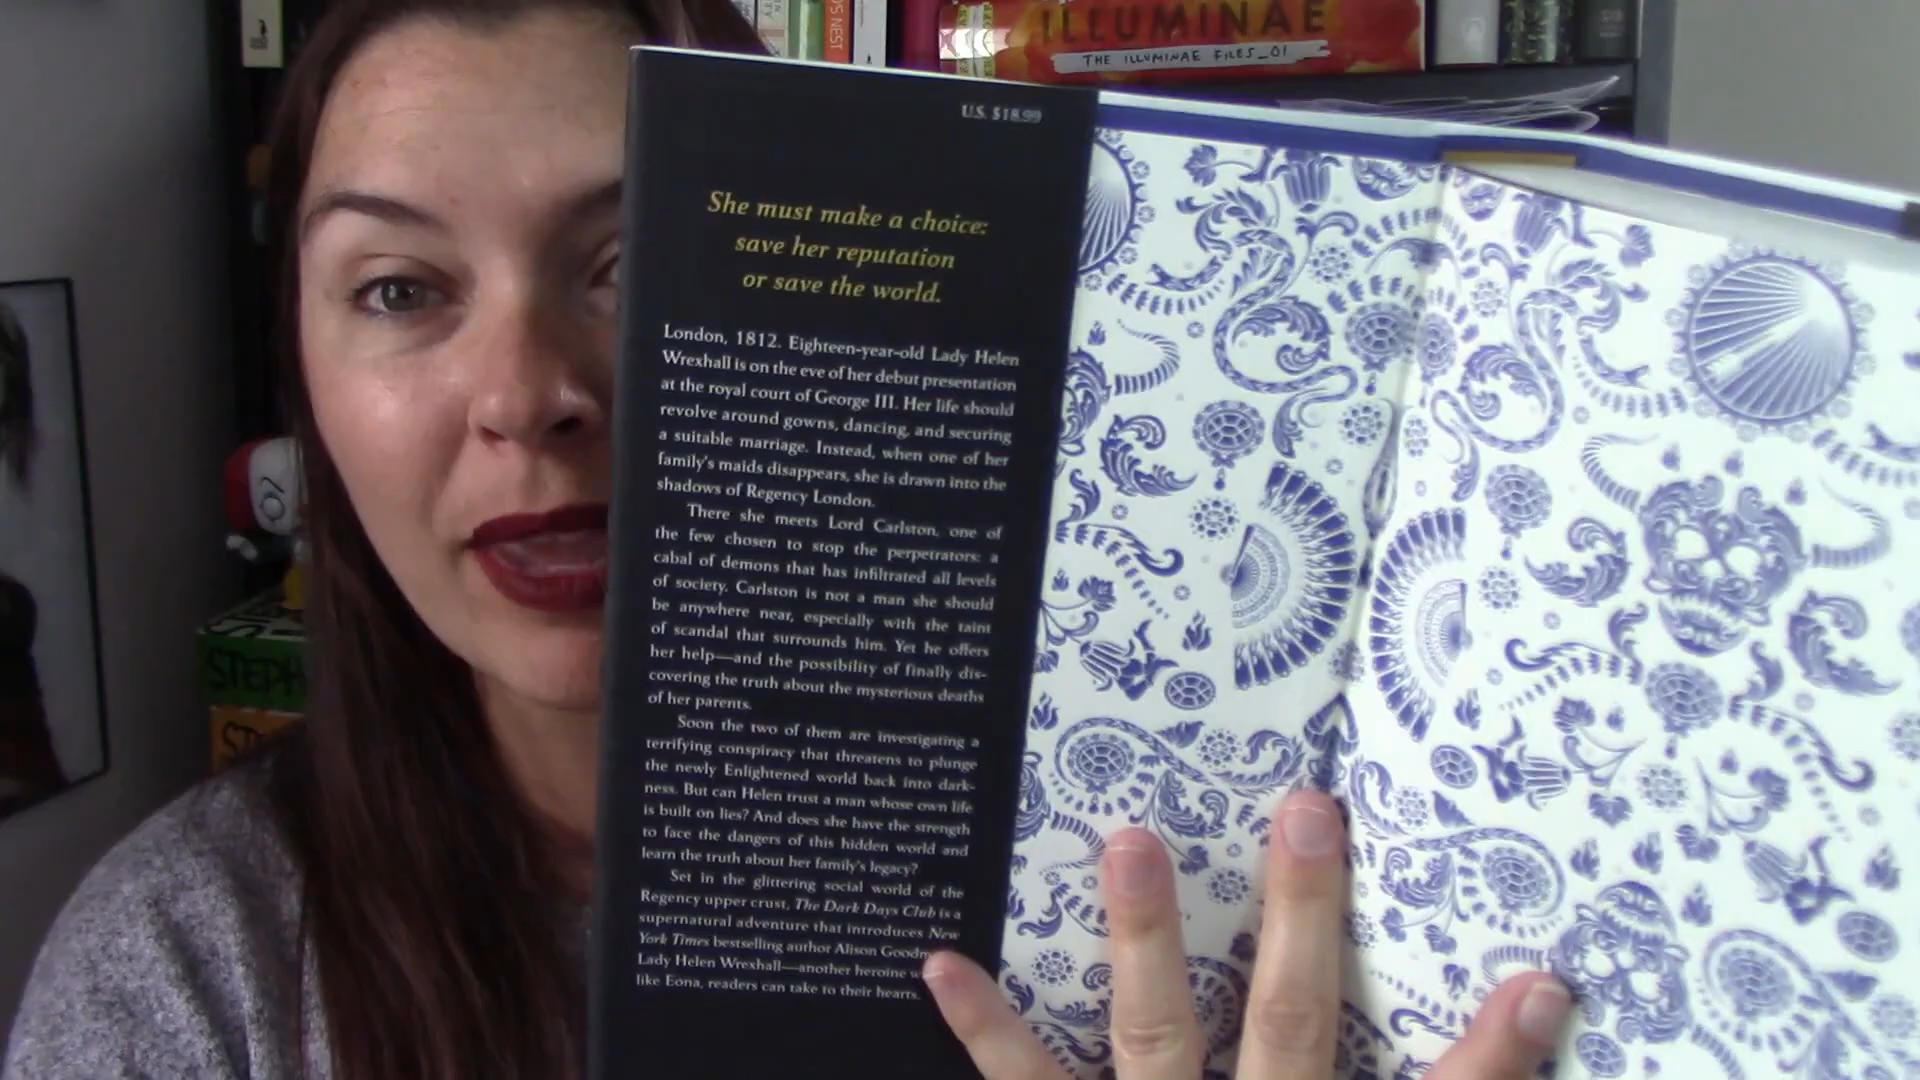 ILLUMINAE
THE ILLUMINAE FILES_01
U.S. $18.99
She must make a choice:
save her reputation
or save the world.
London, 1812. Eighteen-year-old Lady Helen
Wrexhall is on the eve of her debut presentation
at the royal court of George III. Her life should
revolve around gowns, dancing, and securing
a suitable marriage. Instead, when one of her
family's maids disappears, she is drawn into the
shadows of Regency London.
There she meets Lord Carlston, one of
the few chosen to stop the perpetrators: a
cabal of demons that has infiltrated all levels
of society. Carlston is not a man she should
be anywhere near, especially with the taint
of scandal that surrounds him. Yet he offers
her help—and the possibility of finally dis-
covering the truth about the mysterious deaths
of her parents.
Soon the two of them are investigating a
terrifying conspiracy that threatens to plunge
the newly Enlightened world back into dark-
ness. But can Helen trust a man whose own life
is built on lies? And does she have the strength
to face the dangers of this hidden world and
learn the truth about her family's legacy?
Set in the glittering social world of the
Regency upper crust, The Dark Days Club is a
supernatural adventure that introduces New
York Times bestselling author Alison Goodm
Lady Helen Wrexhall—another heroine w
like Eona, readers can take to their hearts.
STEPH
ST